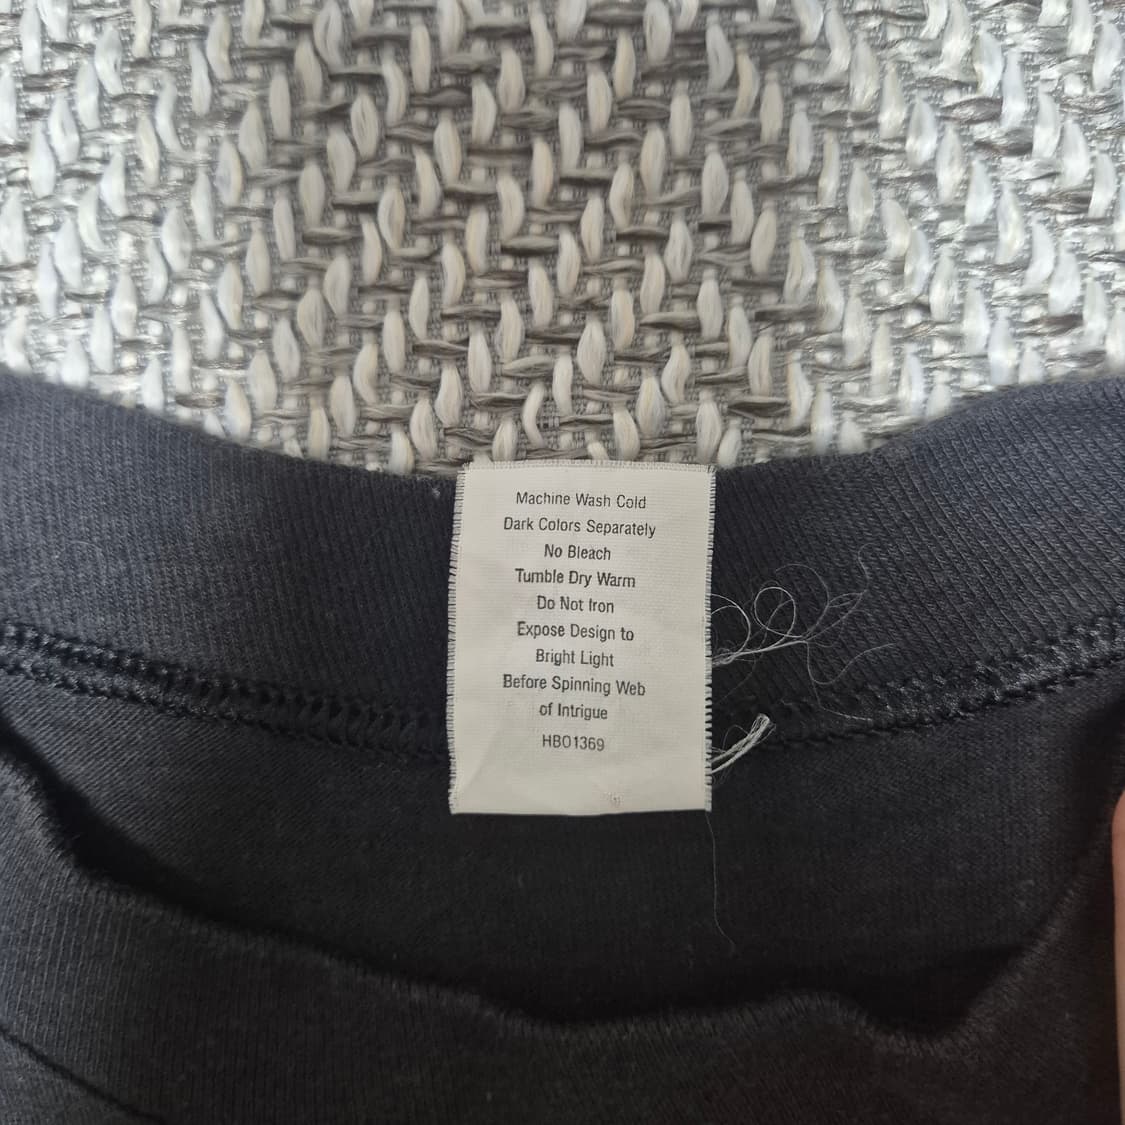 Machine Wash Cold
Dark Colors Separately
No Bleach
Tumble Dry Warm
Do Not Iron
Expose Design to
Bright Light
Before Spinning Web
of Intrigue
HBO1369